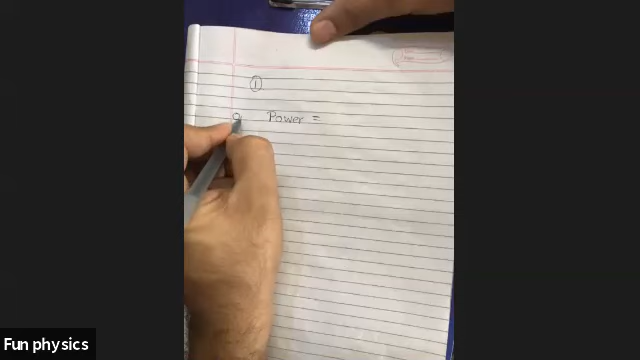 ①
Power =
Fun physics